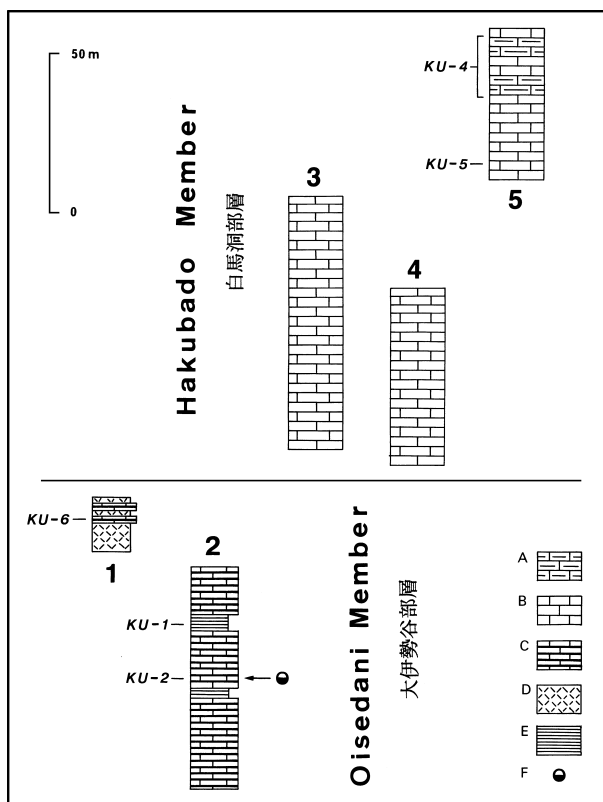 50 m
0
Hakubado Member
白馬洞部層
KU-4
KU-5
5
3
4
KU-6
1
2
KU-1
KU-2
Oisedani Member
大伊勢谷部層
A
B
C
D
E
F